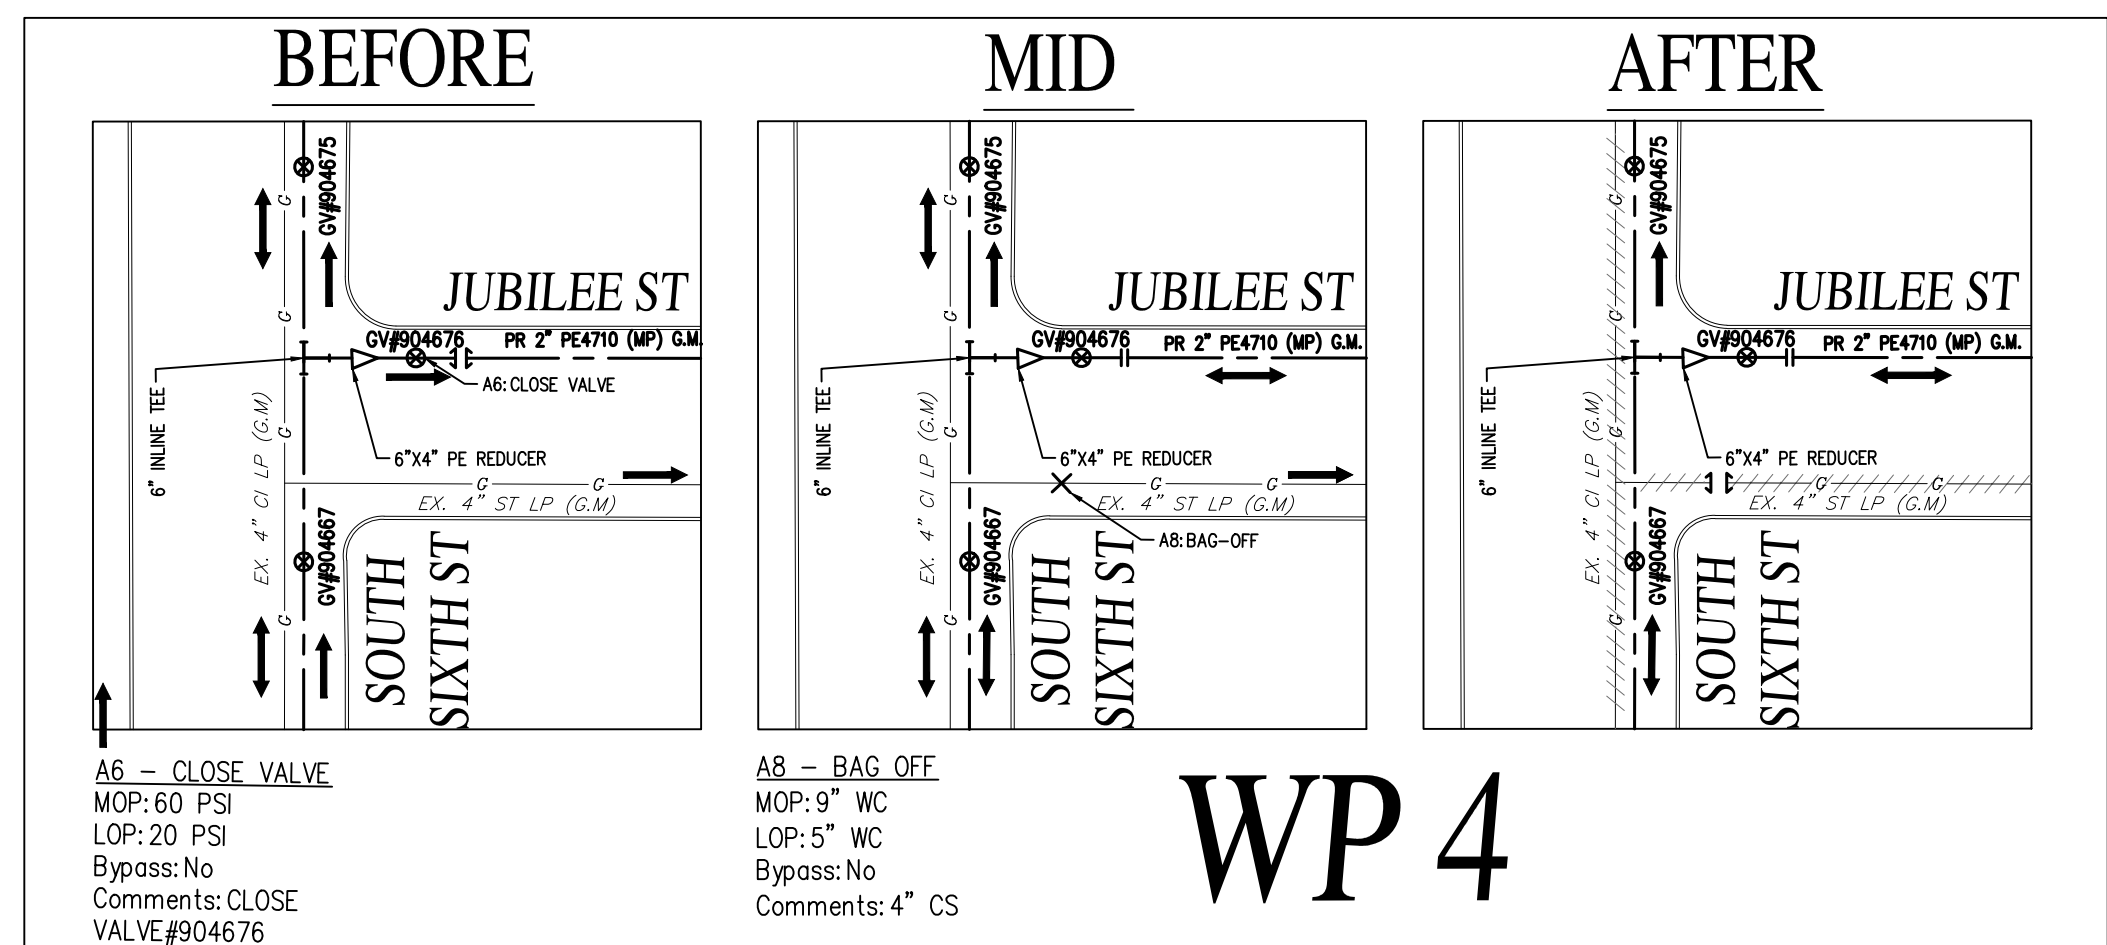 BEFORE
GV#904675
G
G
JUBILEE ST
GV#904676
PR 2" PE4710 (MP) G.M.
A6:CLOSE VALVE
6" INLINE TEE
EX. 4" CI LP (G.M)
G
6"X4" PE REDUCER
G
G
EX. 4" ST LP (G.M)
GV#904667
G
SOUTH
SIXTH ST
A6 – CLOSE VALVE
MOP:60 PSI
LOP:20 PSI
Bypass:No
Comments:CLOSE
VALVE#904676
MID
GV#904675
G
G
JUBILEE ST
GV#904676
PR 2" PE4710 (MP) G.M.
6" INLINE TEE
EX. 4" CI LP (G.M)
G
6"X4" PE REDUCER
G
G
EX. 4" ST LP (G.M)
A8:BAG-OFF
GV#904667
G
SOUTH
SIXTH ST
A8 – BAG OFF
MOP:9" WC
LOP:5" WC
Bypass:No
Comments:4" CS
AFTER
GV#904675
G
G
JUBILEE ST
GV#904676
PR 2" PE4710 (MP) G.M.
6" INLINE TEE
EX. 4" CI LP (G.M)
G
6"X4" PE REDUCER
G
G
EX. 4" ST LP (G.M)
GV#904667
G
SOUTH
SIXTH ST
WP 4